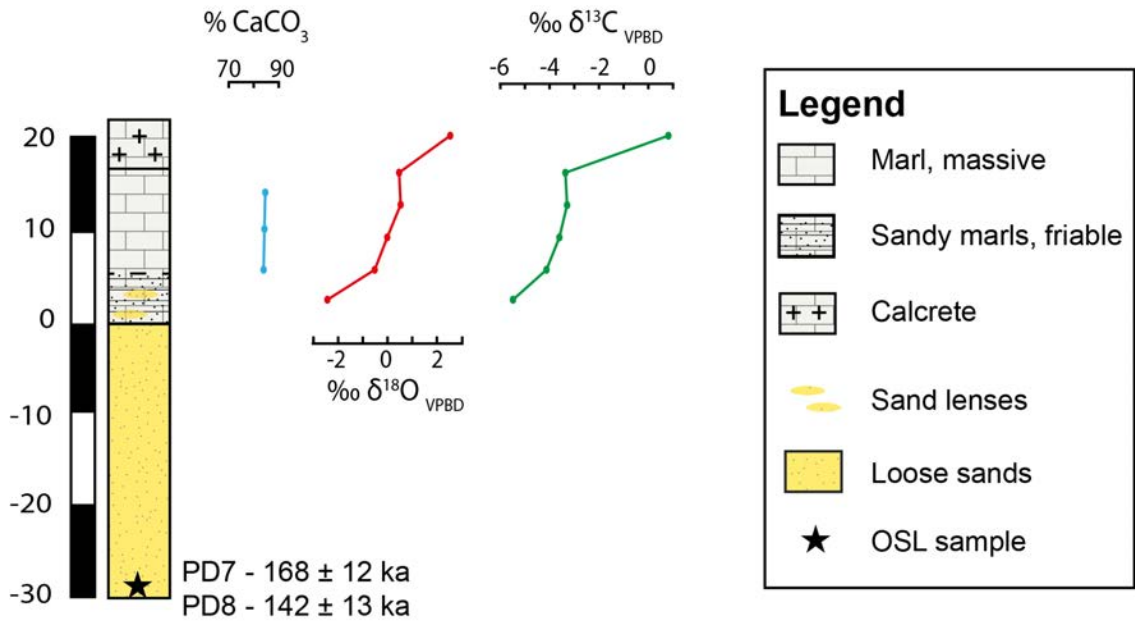 % CaCO₃
70 90
‰ δ¹³C VPBD
-6 -4 -2 0
20
10
0
-10
-20
-30
-2 0 2
‰ δ¹⁸O VPBD
PD7 - 168 ± 12 ka
PD8 - 142 ± 13 ka
Legend
Marl, massive
Sandy marls, friable
Calcrete
Sand lenses
Loose sands
OSL sample